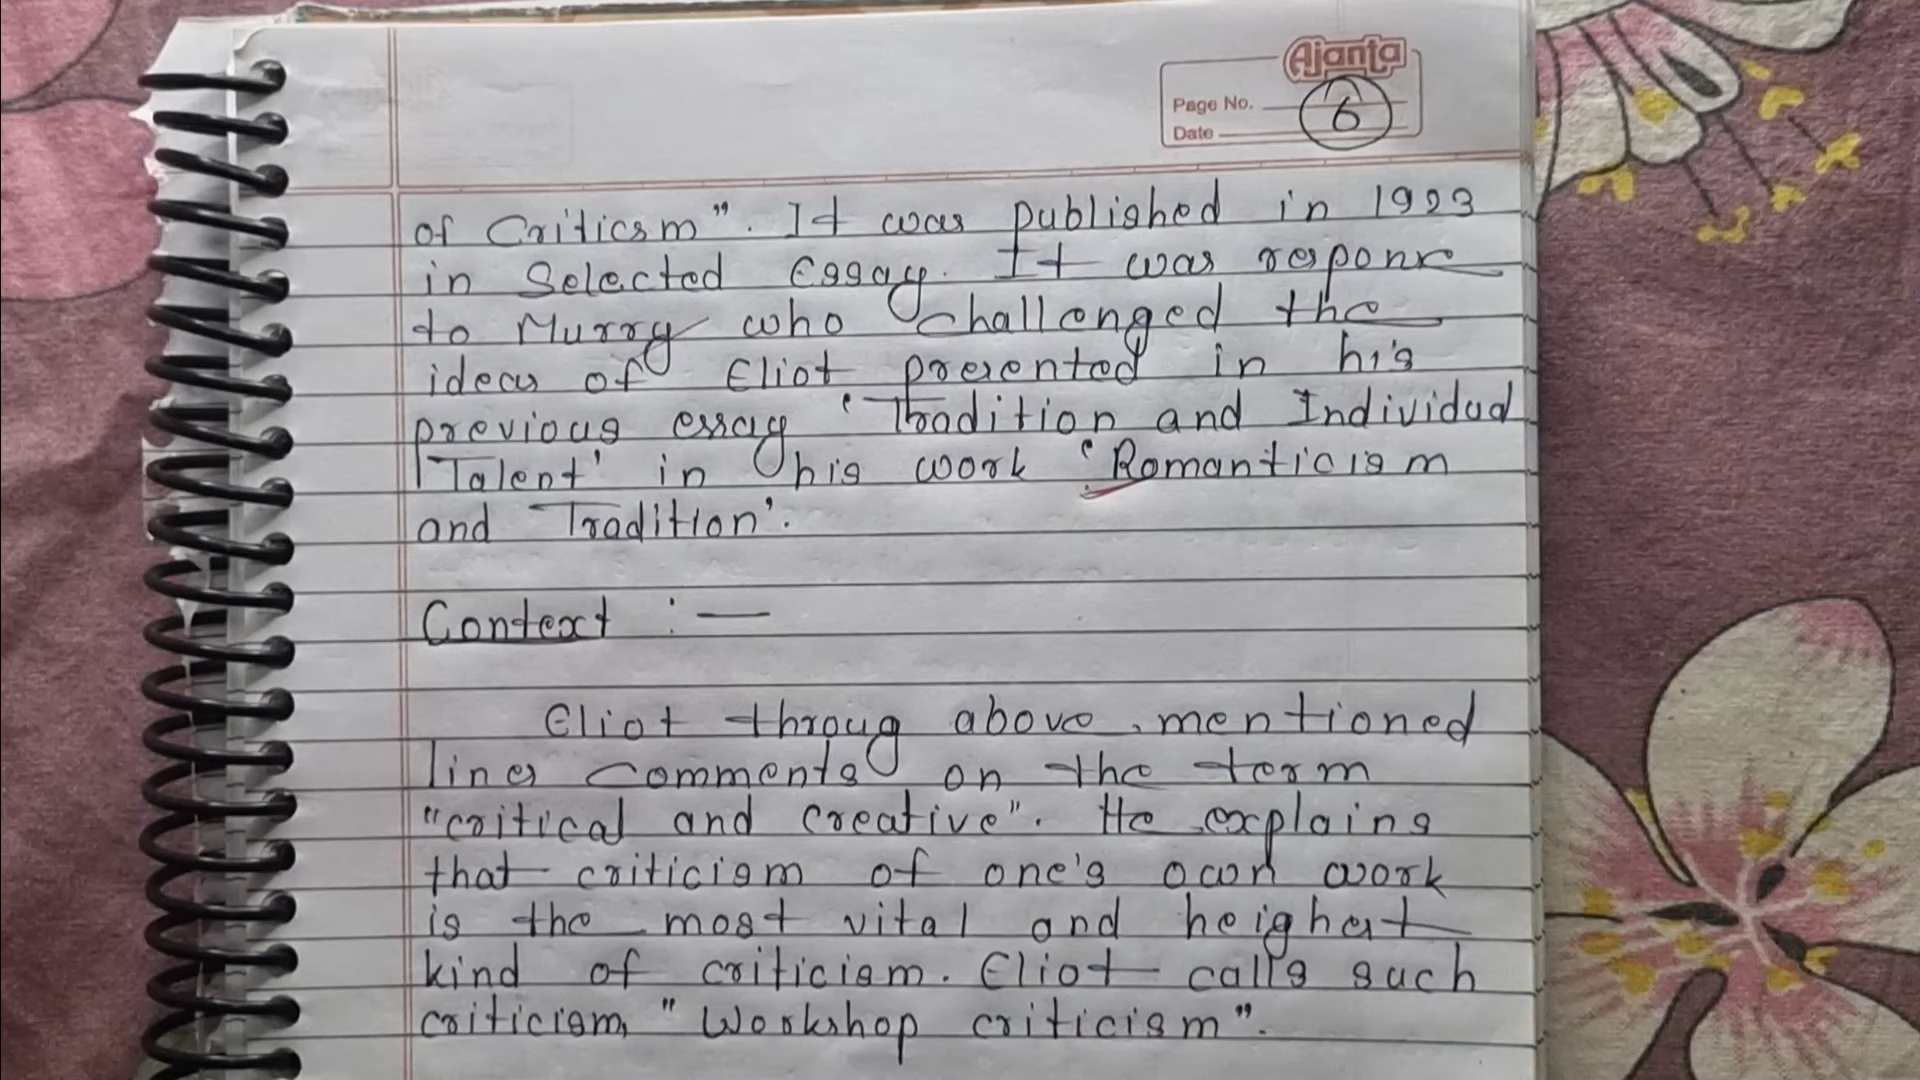 Ajanta
Page No. 6
Date
of Criticsm". It was published in 1923
in Selected Essay. It was response
to Murry who challenged the
ideas of Eliot presented in his
previous essay 'Tradition and Individual
Talent' in his work 'Romanticism
and Tradition'.
Context :—
Eliot throug above mentioned
lines comments on the term
"critical and creative". He explains
that criticism of one's own work
is the most vital and heighest
kind of criticism. Eliot calls such
criticism, "Workshop criticism".